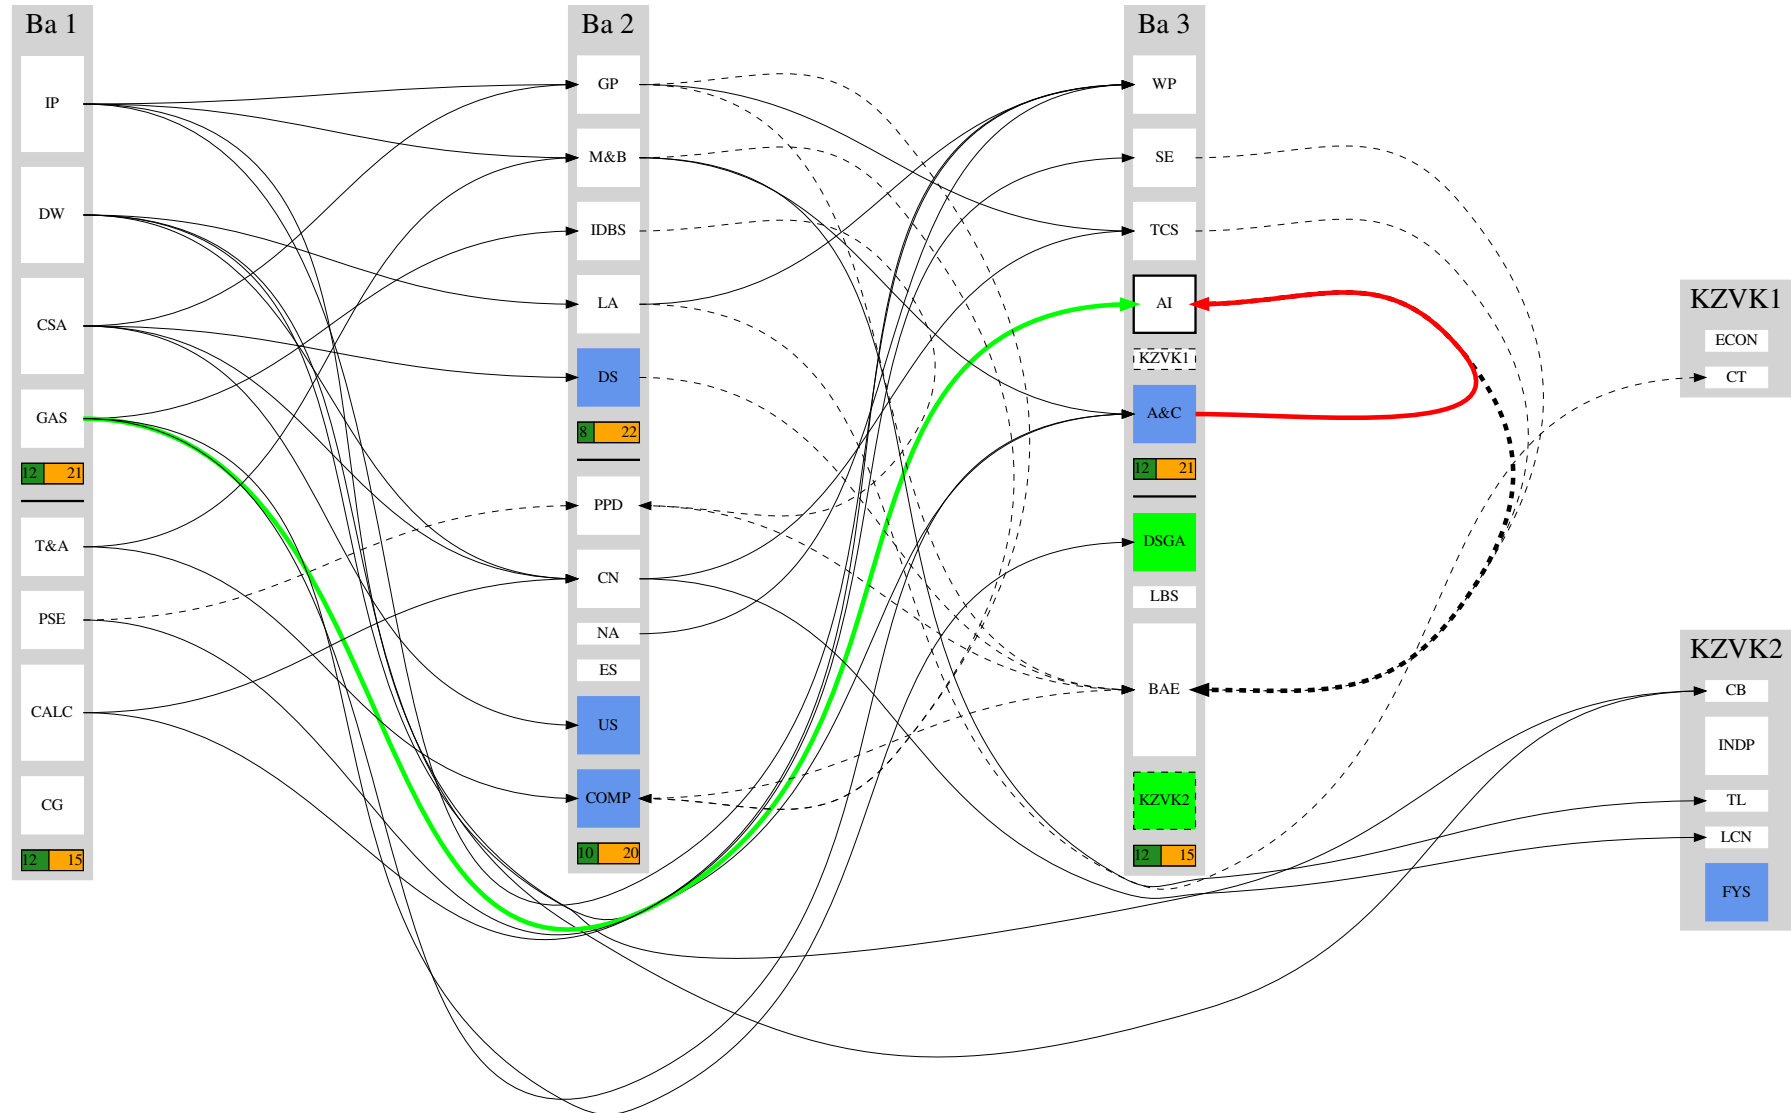 Ba 1
IP
DW
CSA
GAS
12 21
T&A
PSE
CALC
CG
12 15
Ba 2
GP
M&B
IDBS
LA
DS
8 22
PPD
CN
NA
ES
US
COMP
10 20
Ba 3
WP
SE
TCS
AI
KZVK1
A&C
12 21
DSGA
LBS
BAE
KZVK2
12 15
KZVK1
ECON
CT
KZVK2
CB
INDP
TL
LCN
FYS